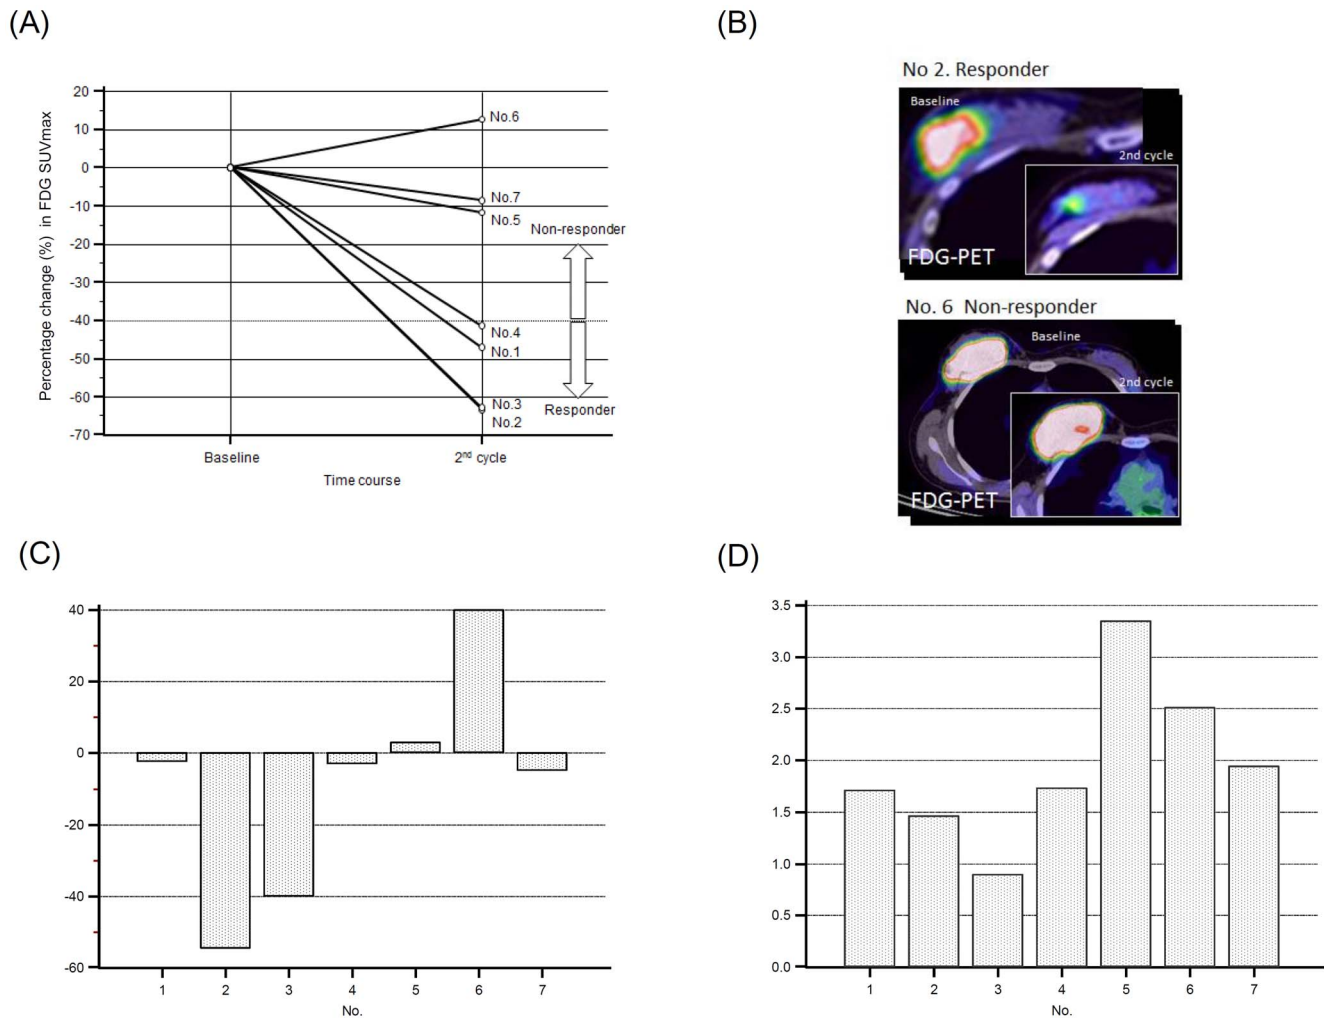 (A)
Percentage change (%) in FDG SUVmax
20
10
0
-10
-20
-30
-40
-50
-60
-70
No.6
No.7
No.5
Non-responder
No.4
No.1
No.3
Responder
No.2
Baseline
2nd cycle
Time course
(B)
No 2. Responder
Baseline
2nd cycle
FDG-PET
No. 6 Non-responder
Baseline
2nd cycle
FDG-PET
(C)
40
20
0
-20
-40
-60
1 2 3 4 5 6 7
No.
(D)
3.5
3.0
2.5
2.0
1.5
1.0
0.5
0.0
1 2 3 4 5 6 7
No.